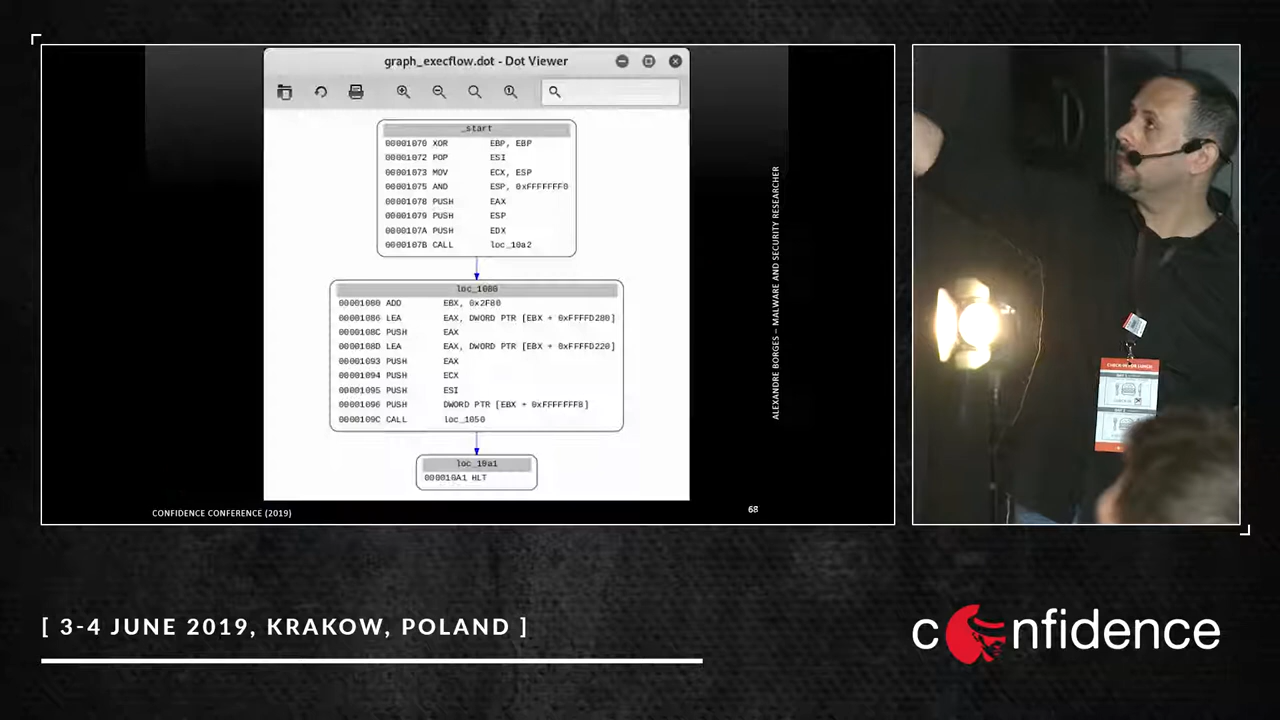 graph_execflow.dot - Dot Viewer
_start
00001070 XOR EBP, EBP
00001072 POP ESI
00001073 MOV ECX, ESP
00001075 AND ESP, 0xFFFFFFF0
00001078 PUSH EAX
00001079 PUSH ESP
0000107A PUSH EDX
0000107B CALL loc_10a2
loc_1080
00001080 ADD EBX, 0x2F80
00001086 LEA EAX, DWORD PTR [EBX + 0xFFFFD280]
0000108C PUSH EAX
0000108D LEA EAX, DWORD PTR [EBX + 0xFFFFD220]
00001093 PUSH EAX
00001094 PUSH ECX
00001095 PUSH ESI
00001096 PUSH DWORD PTR [EBX + 0xFFFFFFF8]
0000109C CALL loc_1050
loc_10a1
000010A1 HLT
ALEXANDRE BORGES – MALWARE AND SECURITY RESEARCHER
CONFIDENCE CONFERENCE (2019)
68
[ 3-4 JUNE 2019, KRAKOW, POLAND ]
confidence